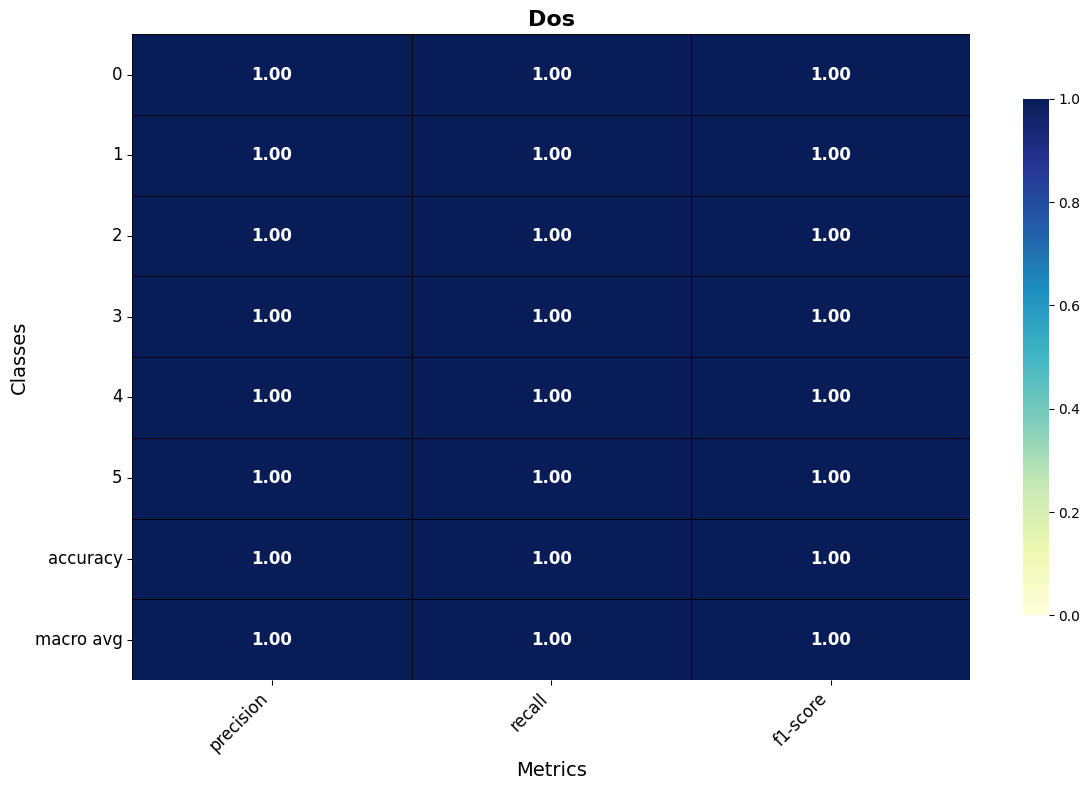 Dos
Classes
0 1.00 1.00 1.00
1 1.00 1.00 1.00
2 1.00 1.00 1.00
3 1.00 1.00 1.00
4 1.00 1.00 1.00
5 1.00 1.00 1.00
accuracy 1.00 1.00 1.00
macro avg 1.00 1.00 1.00
precision recall f1-score
Metrics
1.0
0.8
0.6
0.4
0.2
0.0